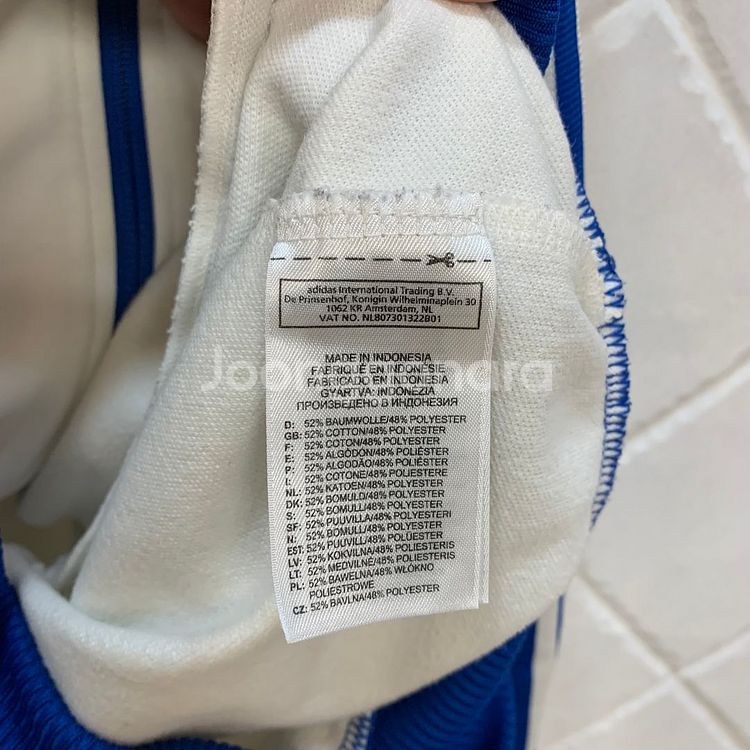 adidas International Trading B.V.
De Prinsenhof, Konigin Wilhelminaplein 30
1062 KR Amsterdam, NL
VAT NO. NL807301322B01
MADE IN INDONESIA
FABRIQUÉ EN INDONÉSIE
FABRICADO EN INDONESIA
GYÁRTVA: INDONÉZIA
ПРОИЗВЕДЕНО В ИНДОНЕЗИЯ
D: 52% BAUMWOLLE/48% POLYESTER
GB: 52% COTTON/48% POLYESTER
F: 52% COTON/48% POLYESTER
E: 52% ALGODÓN/48% POLIÉSTER
P: 52% ALGODÃO/48% POLIÉSTER
I: 52% COTONE/48% POLIESTERE
NL: 52% KATOEN/48% POLYESTER
DK: 52% BOMULD/48% POLYESTER
S: 52% BOMULL/48% POLYESTER
SF: 52% PUUVILLA/48% POLYESTERI
N: 52% BOMULL/48% POLYESTER
EST: 52% PUUVILL/48% POLÜESTER
LV: 52% KOKVILNA/48% POLIESTERIS
LT: 52% MEDVILNĖ/48% POLIESTERIS
PL: 52% BAWEŁNA/48% WŁÓKNO
POLIESTROWE
CZ: 52% BAVLNA/48% POLYESTER